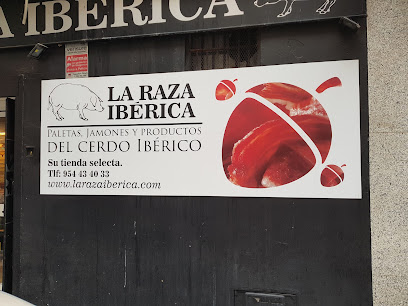 A IBÉRICA
LA RAZA
IBÉRICA
PALETAS, JAMONES Y PRODUCTOS
DEL CERDO IBÉRICO
Su tienda selecta.
Tlf: 954 43 40 33
www.larazaiberica.com